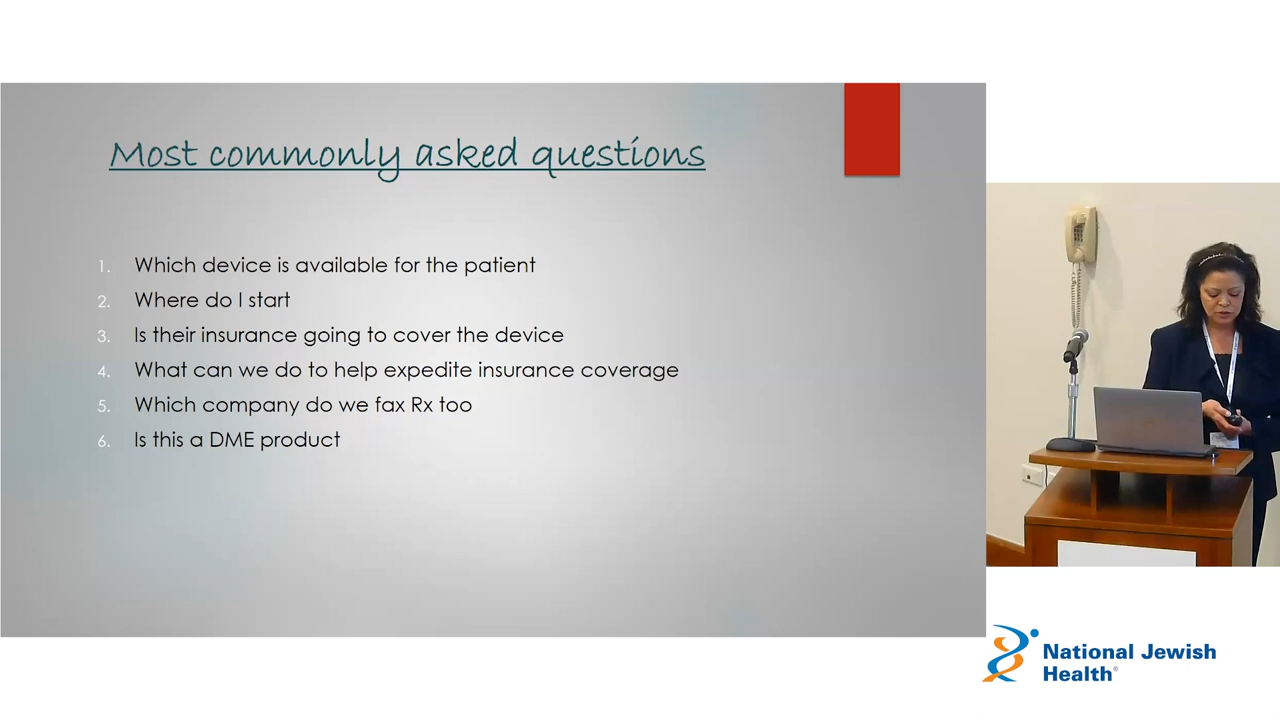 Most commonly asked questions
1. Which device is available for the patient
2. Where do I start
3. Is their insurance going to cover the device
4. What can we do to help expedite insurance coverage
5. Which company do we fax Rx too
6. Is this a DME product
National Jewish
Health®